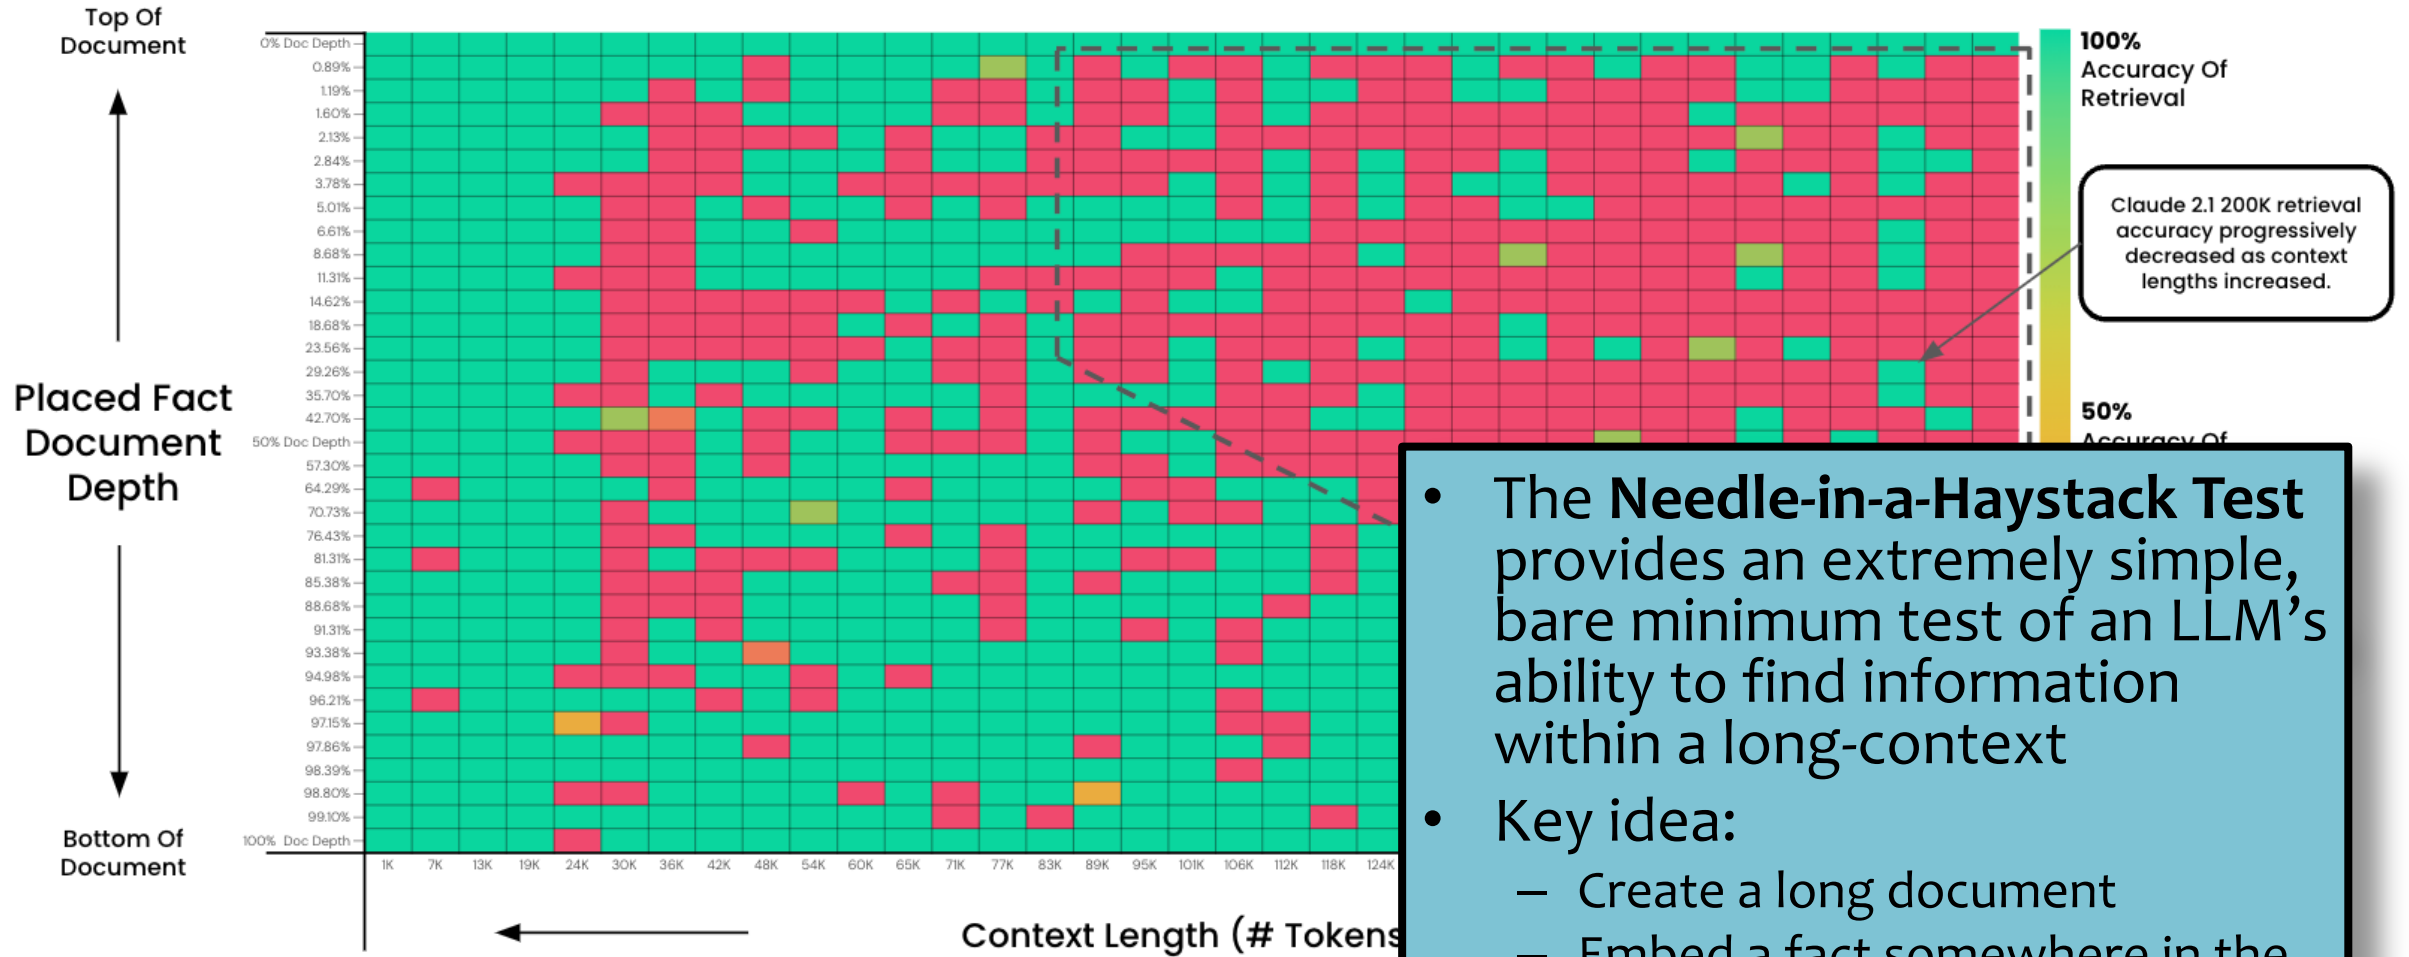 Top Of
Document
Placed Fact
Document
Depth
Bottom Of
Document
0% Doc Depth
0.89%
1.19%
1.60%
2.13%
2.84%
3.78%
5.01%
6.61%
8.68%
11.31%
14.62%
18.68%
23.56%
29.26%
35.70%
42.70%
50% Doc Depth
57.30%
64.29%
70.73%
76.43%
81.31%
85.38%
88.68%
91.31%
93.38%
94.98%
96.21%
97.15%
97.86%
98.39%
98.80%
99.10%
100% Doc Depth
1K 7K 13K 19K 24K 30K 36K 42K 48K 54K 60K 65K 71K 77K 83K 89K 95K 101K 106K 112K 118K 124K
Context Length (# Tokens
100%
Accuracy Of
Retrieval
Claude 2.1 200K retrieval
accuracy progressively
decreased as context
lengths increased.
50%
Accuracy Of
• The Needle-in-a-Haystack Test
provides an extremely simple,
bare minimum test of an LLM’s
ability to find information
within a long-context
• Key idea:
– Create a long document
– Embed a fact somewhere in the